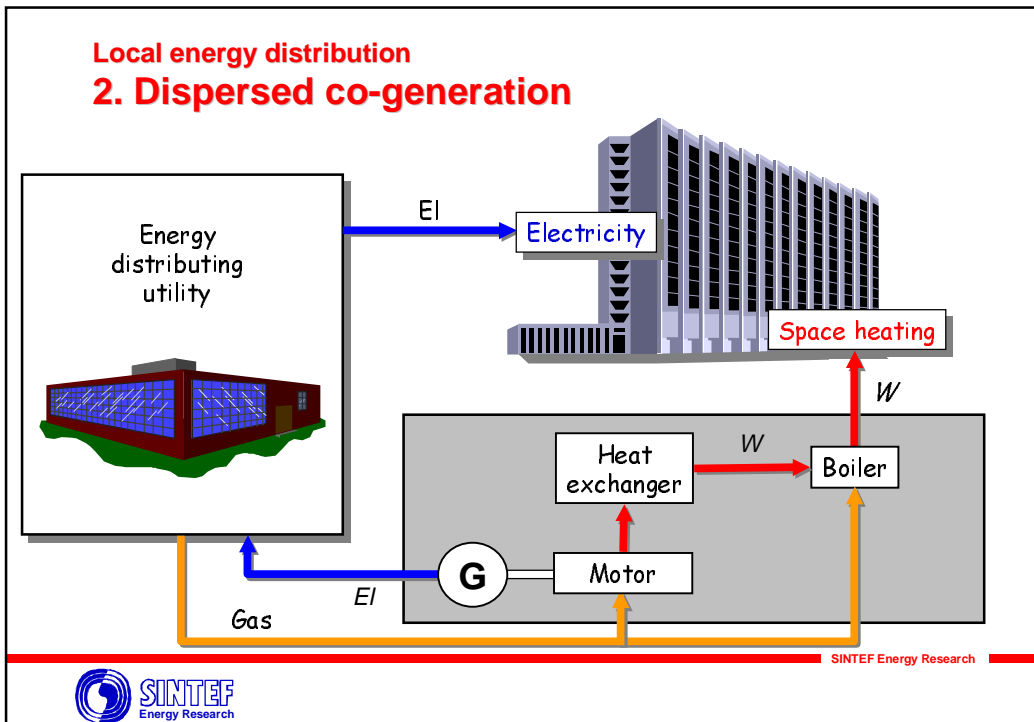 Local energy distribution
2. Dispersed co-generation
Energy
distributing
utility
El
Electricity
Space heating
W
Heat
exchanger
W
Boiler
G
Motor
El
Gas
SINTEF Energy Research
SINTEF
Energy Research